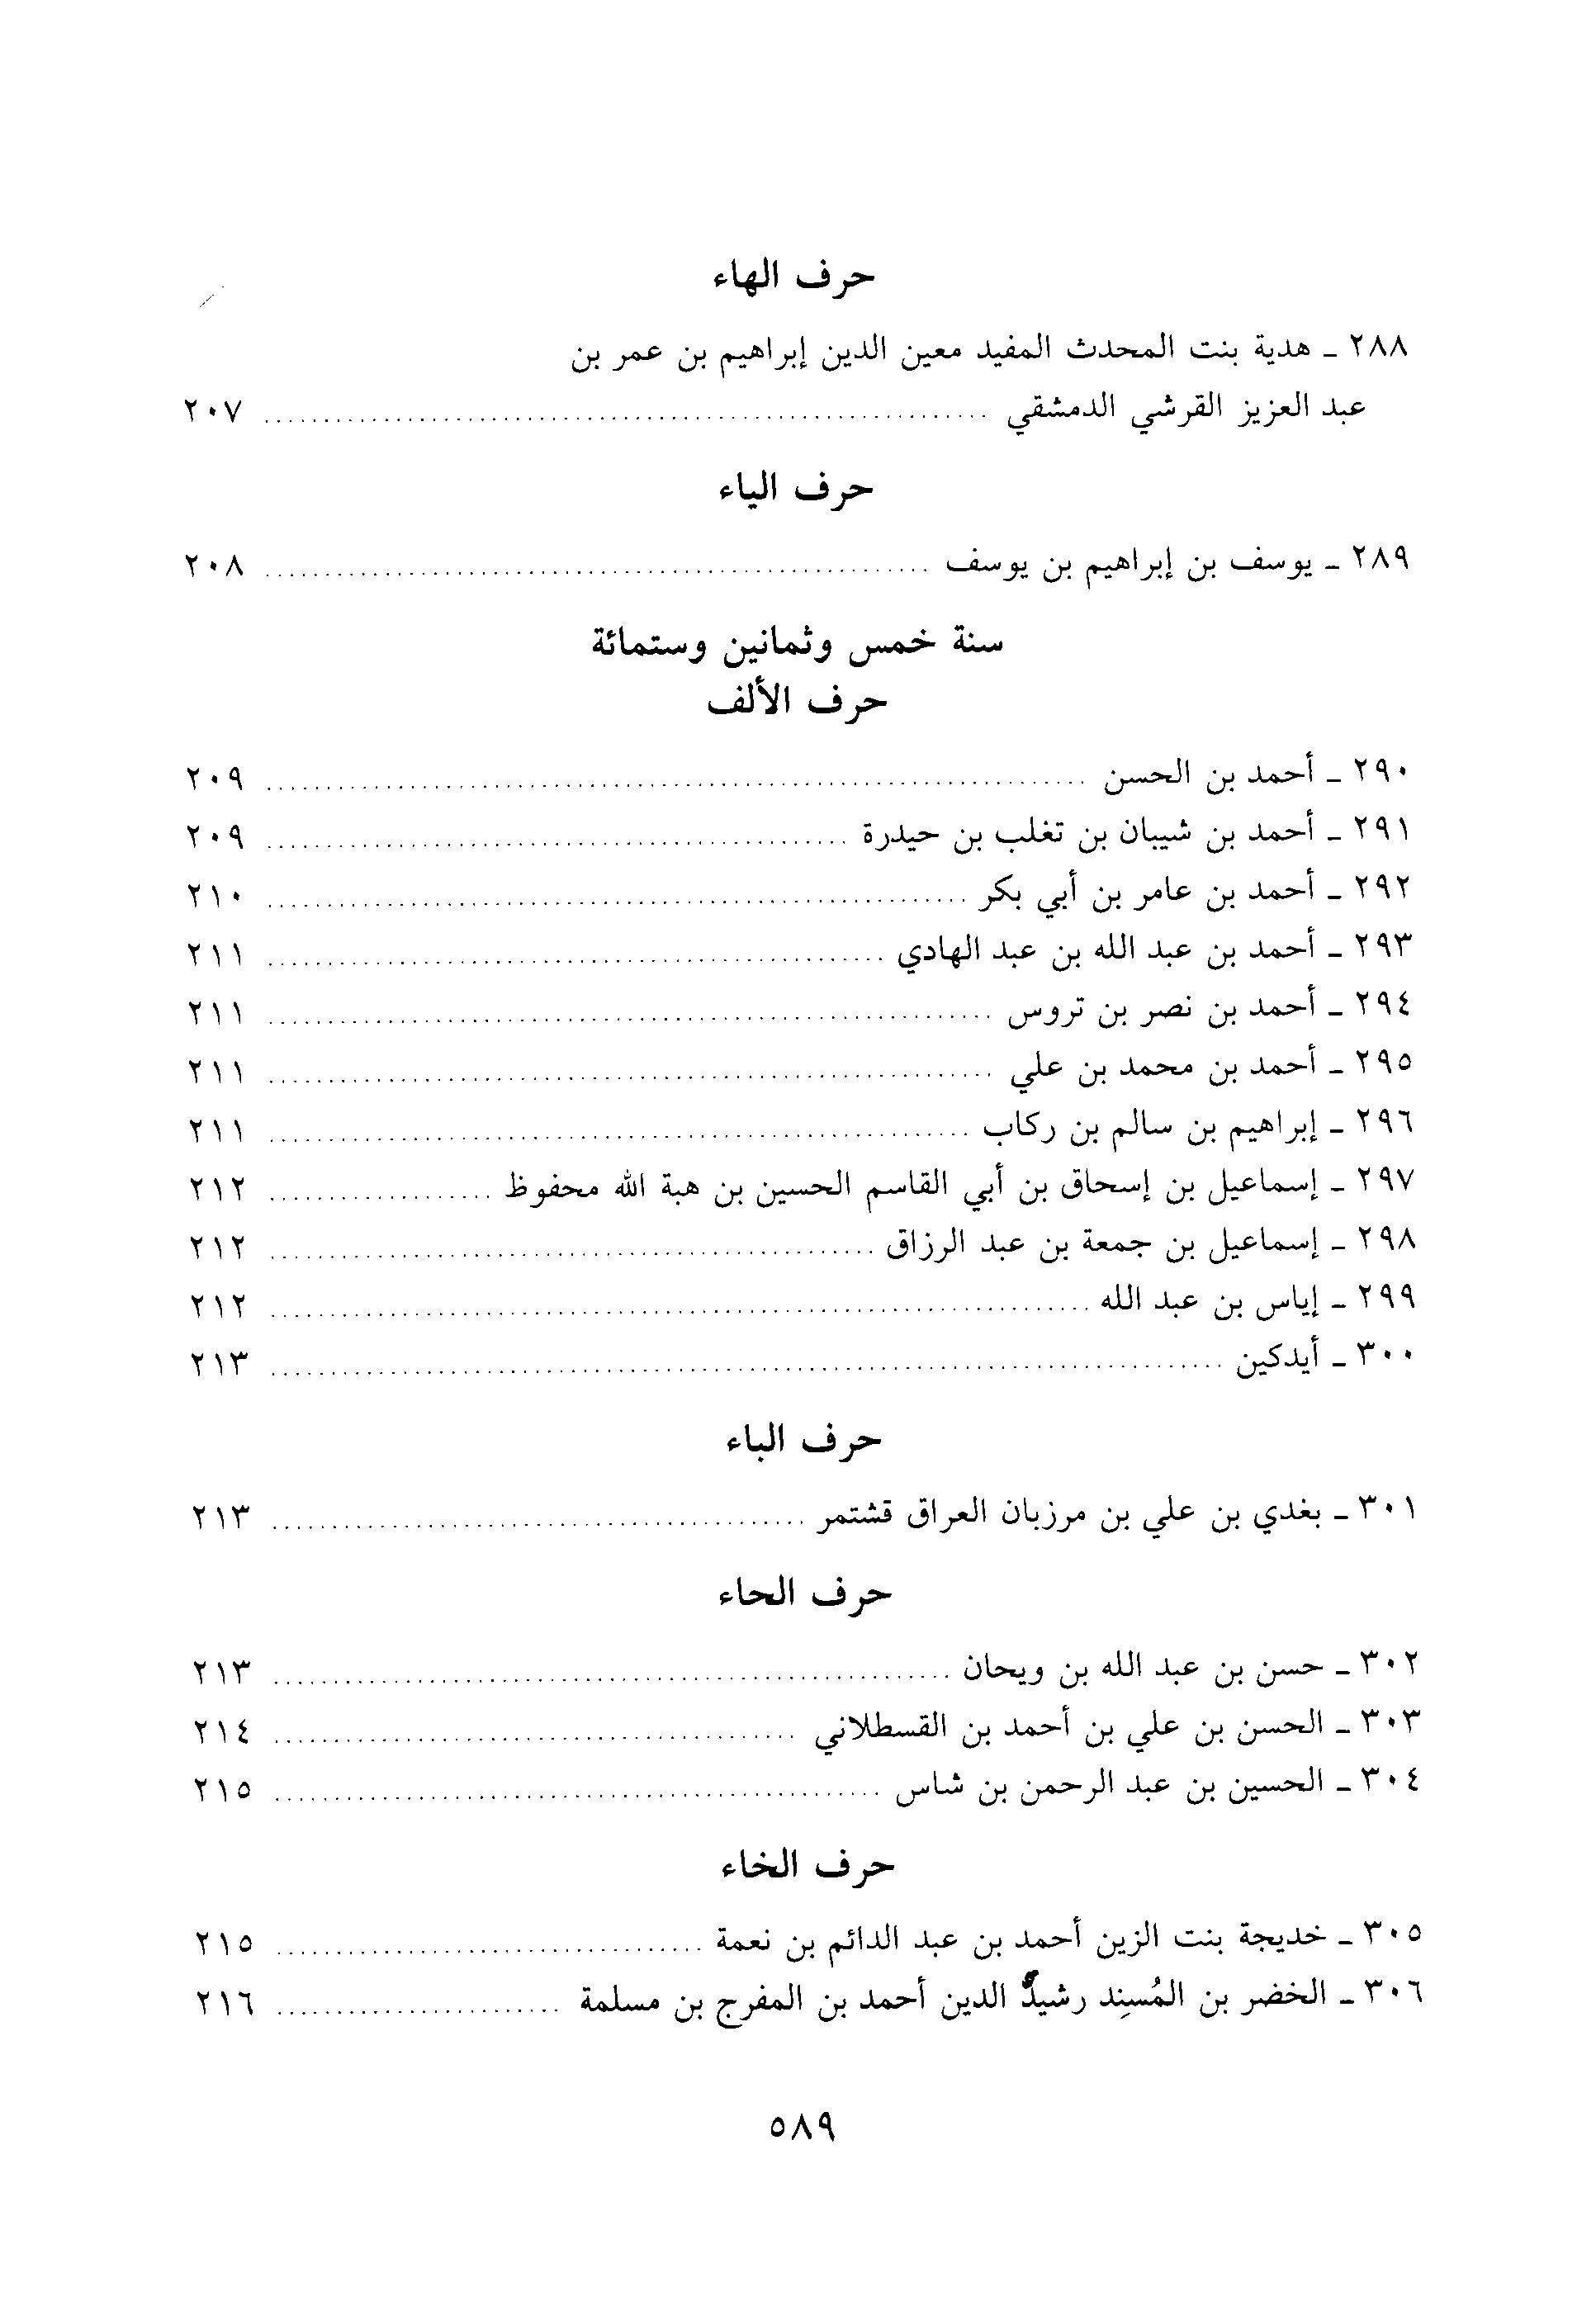 حرف الهاء
٢٨٨ ـ هدية بنت المحدث المفيد معين الدين إبراهيم بن عمر بن
عبد العزيز القرشي الدمشقي ........ ٢٠٧
حرف الياء
٢٨٩ ـ يوسف بن إبراهيم بن يوسف ........ ٢٠٨
سنة خمس وثمانين وستمائة
حرف الألف
٢٩٠ ـ أحمد بن الحسن ........ ٢٠٩
٢٩١ ـ أحمد بن شيبان بن تغلب بن حيدرة ........ ٢٠٩
٢٩٢ ـ أحمد بن عامر بن أبي بكر ........ ٢١٠
٢٩٣ ـ أحمد بن عبد الله بن عبد الهادي ........ ٢١١
٢٩٤ ـ أحمد بن نصر بن تروس ........ ٢١١
٢٩٥ ـ أحمد بن محمد بن علي ........ ٢١١
٢٩٦ ـ إبراهيم بن سالم بن ركاب ........ ٢١١
٢٩٧ ـ إسماعيل بن إسحاق بن أبي القاسم الحسين بن هبة الله محفوظ ........ ٢١٢
٢٩٨ ـ إسماعيل بن جمعة بن عبد الرزاق ........ ٢١٢
٢٩٩ ـ إياس بن عبد الله ........ ٢١٢
٣٠٠ ـ أيدكين ........ ٢١٣
حرف الباء
٣٠١ ـ بغدي بن علي بن مرزبان العراق قشتمر ........ ٢١٣
حرف الحاء
٣٠٢ ـ حسن بن عبد الله بن ويحان ........ ٢١٣
٣٠٣ ـ الحسن بن علي بن أحمد بن القسطلاني ........ ٢١٤
٣٠٤ ـ الحسين بن عبد الرحمن بن شاس ........ ٢١٥
حرف الخاء
٣٠٥ ـ خديجة بنت الزين أحمد بن عبد الدائم بن نعمة ........ ٢١٥
٣٠٦ ـ الخضر بن المُسنِد رشيد الدين أحمد بن المفرج بن مسلمة ........ ٢١٦
٥٨٩